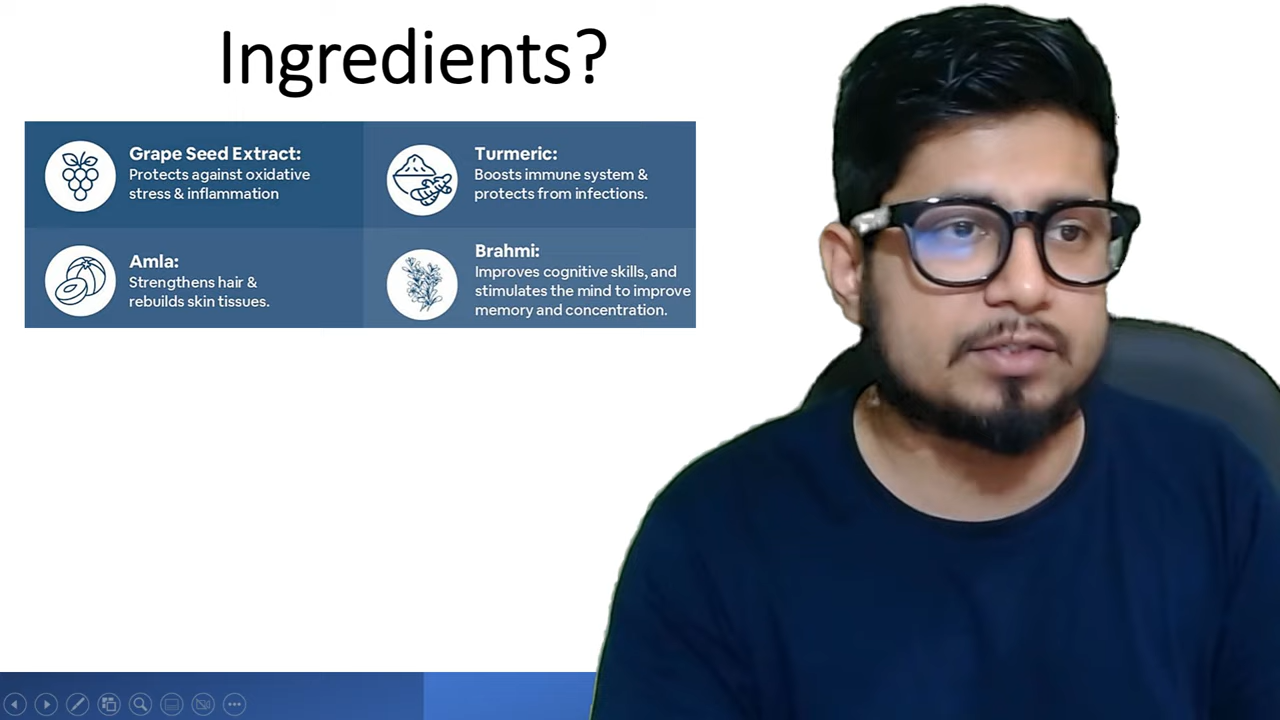 Ingredients?
Grape Seed Extract:
Protects against oxidative
stress & inflammation
Turmeric:
Boosts immune system &
protects from infections.
Amla:
Strengthens hair &
rebuilds skin tissues.
Brahmi:
Improves cognitive skills, and
stimulates the mind to improve
memory and concentration.